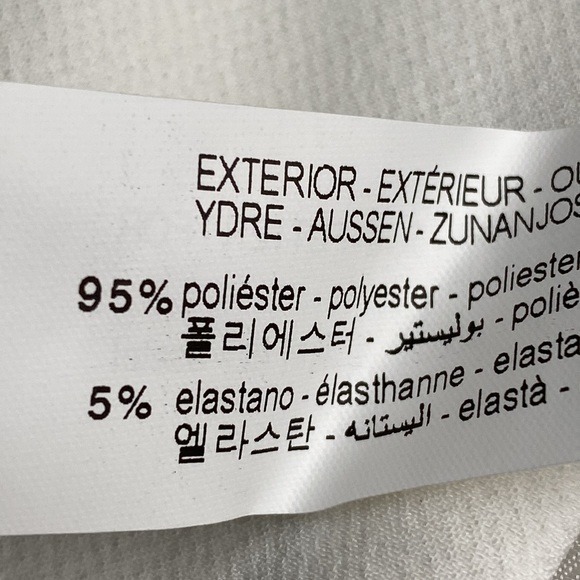 EXTERIOR - EXTÉRIEUR - OU
YDRE - AUSSEN - ZUNANJOS
95% poliéster - polyester - poliester
폴리에스터 - بوليستير - poliè
5% elastano - élasthanne - elasta
엘라스탄 - اليستانه - elastà -